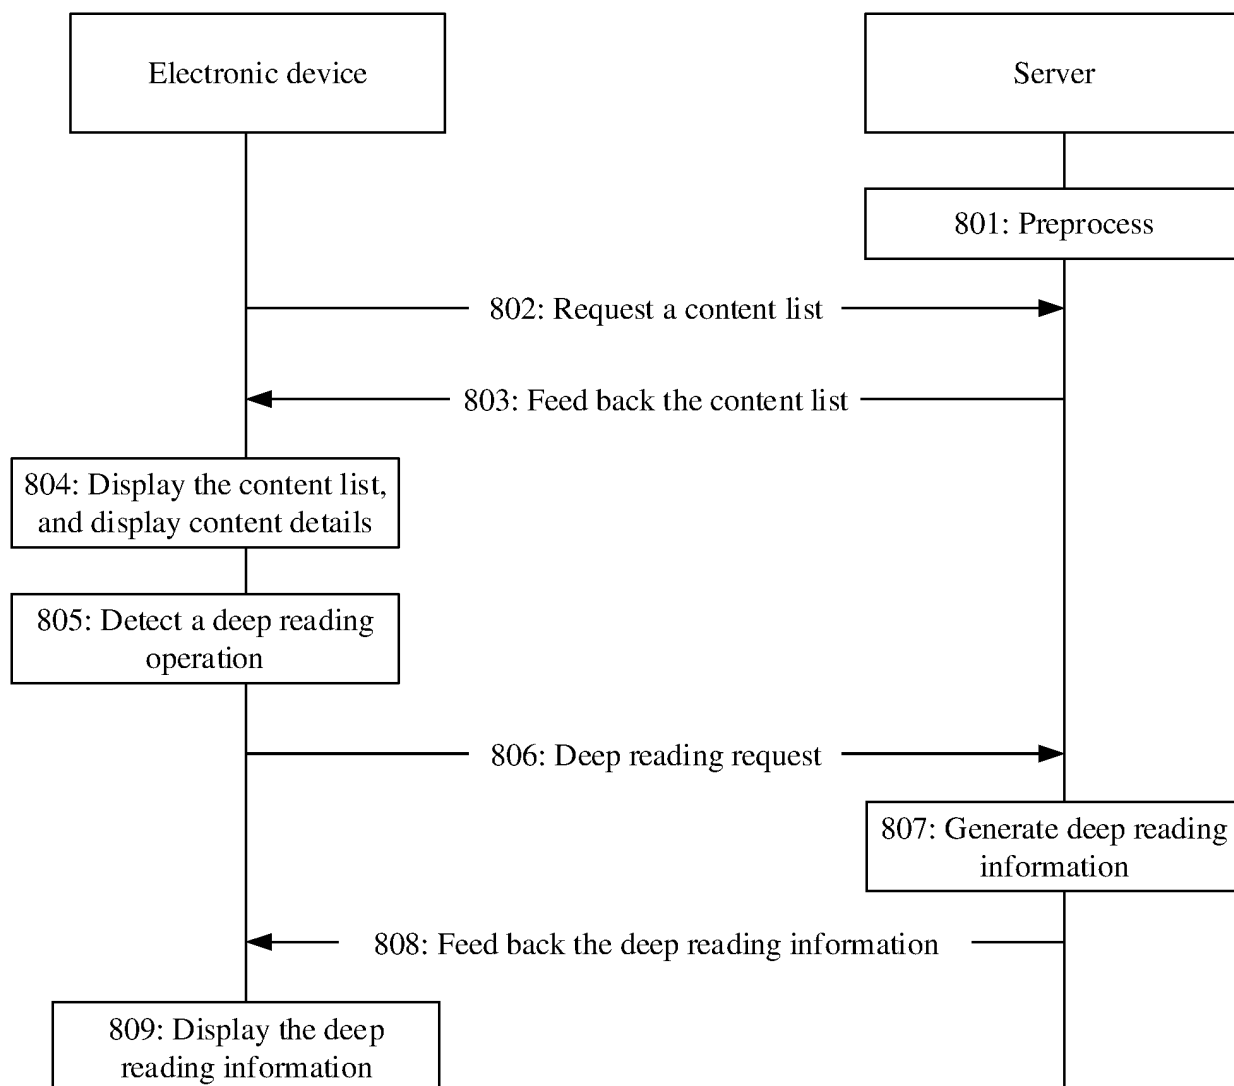 Electronic device
Server
801: Preprocess
802: Request a content list
803: Feed back the content list
804: Display the content list,
and display content details
805: Detect a deep reading
operation
806: Deep reading request
807: Generate deep reading
information
808: Feed back the deep reading information
809: Display the deep
reading information